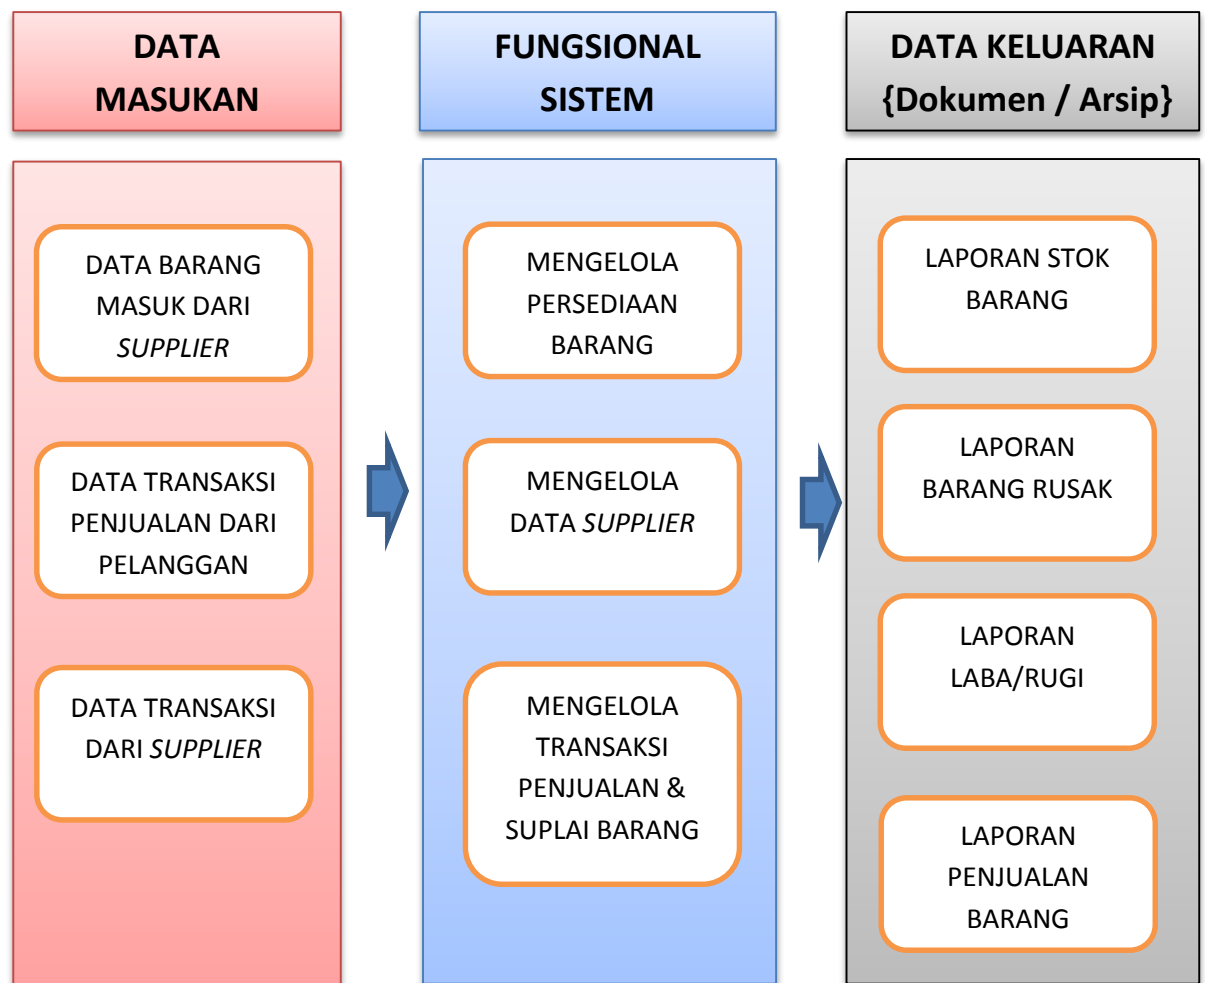 DATA
MASUKAN
FUNGSIONAL
SISTEM
DATA KELUARAN
{Dokumen / Arsip}
DATA BARANG
MASUK DARI
SUPPLIER
DATA TRANSAKSI
PENJUALAN DARI
PELANGGAN
DATA TRANSAKSI
DARI SUPPLIER
MENGELOLA
PERSEDIAAN
BARANG
MENGELOLA
DATA SUPPLIER
MENGELOLA
TRANSAKSI
PENJUALAN &
SUPLAI BARANG
LAPORAN STOK
BARANG
LAPORAN
BARANG RUSAK
LAPORAN
LABA/RUGI
LAPORAN
PENJUALAN
BARANG